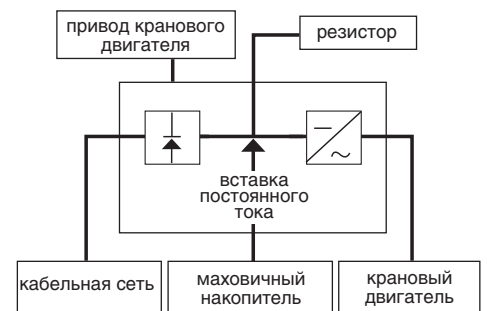 привод кранового
двигателя
резистор
вставка
постоянного
тока
кабельная сеть
маховичный
накопитель
крановый
двигатель